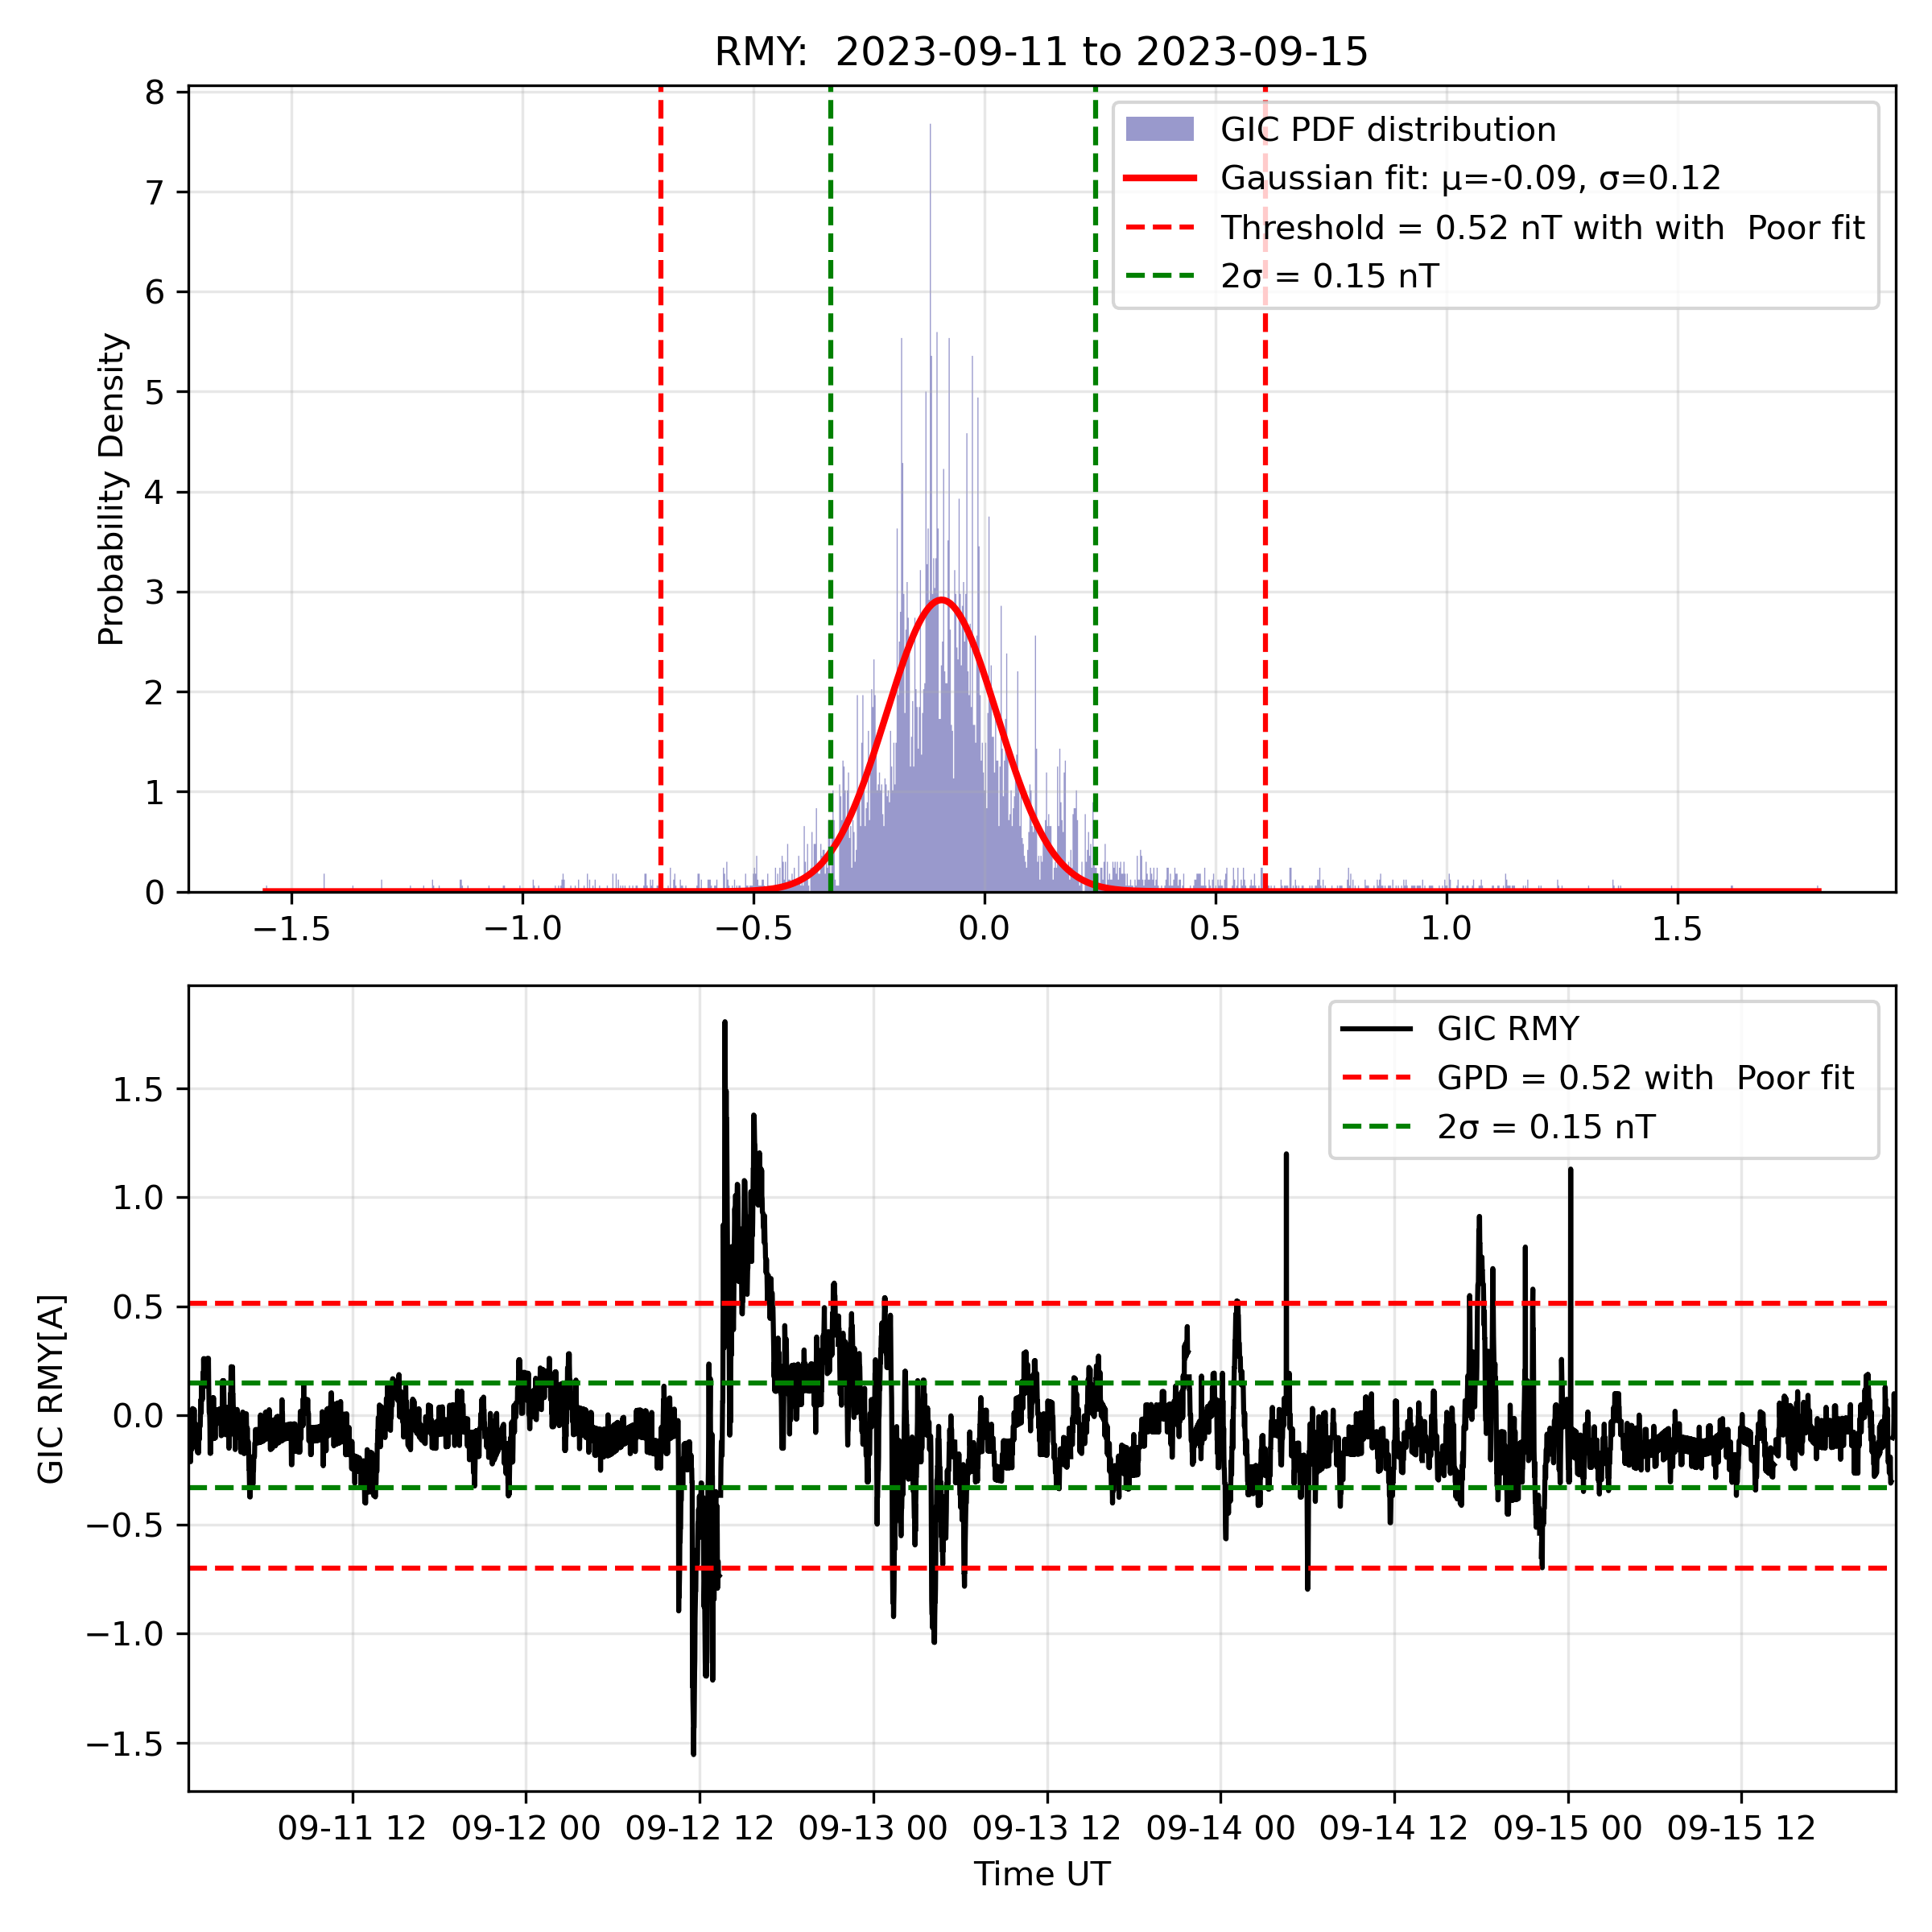 RMY:  2023-09-11 to 2023-09-15
8
7
6
5
4
3
2
1
0
Probability Density
GIC PDF distribution
Gaussian fit: μ=-0.09, σ=0.12
Threshold = 0.52 nT with with  Poor fit
2σ = 0.15 nT
−1.5 −1.0 −0.5 0.0 0.5 1.0 1.5
1.5
1.0
0.5
0.0
−0.5
−1.0
−1.5
GIC RMY[A]
GIC RMY
GPD = 0.52 with  Poor fit
2σ = 0.15 nT
09-11 12 09-12 00 09-12 12 09-13 00 09-13 12 09-14 00 09-14 12 09-15 00 09-15 12
Time UT